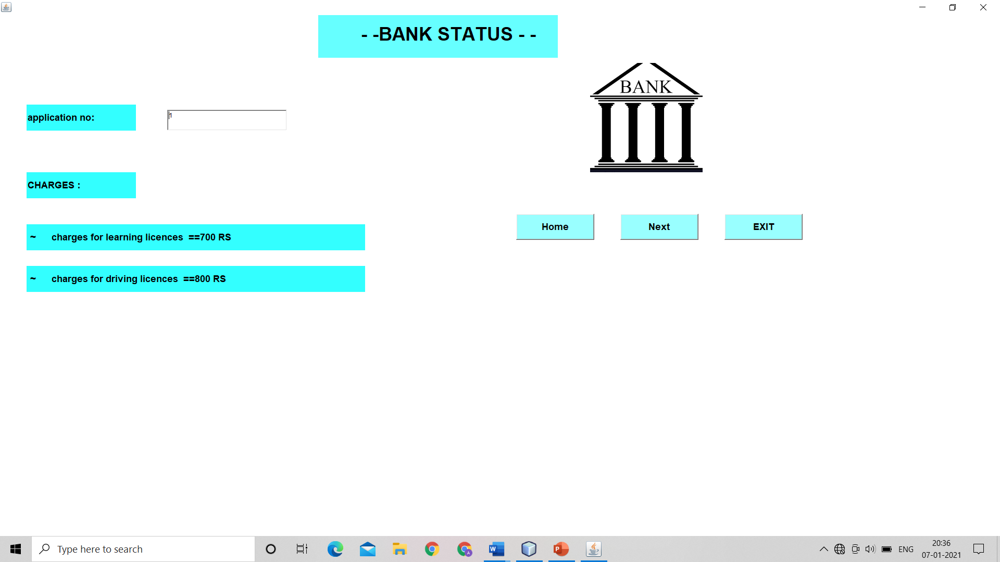 - -BANK STATUS - -
BANK
application no:
1
CHARGES :
Home
Next
EXIT
~ charges for learning licences ==700 RS
~ charges for driving licences ==800 RS
Type here to search
ENG
20:36
07-01-2021